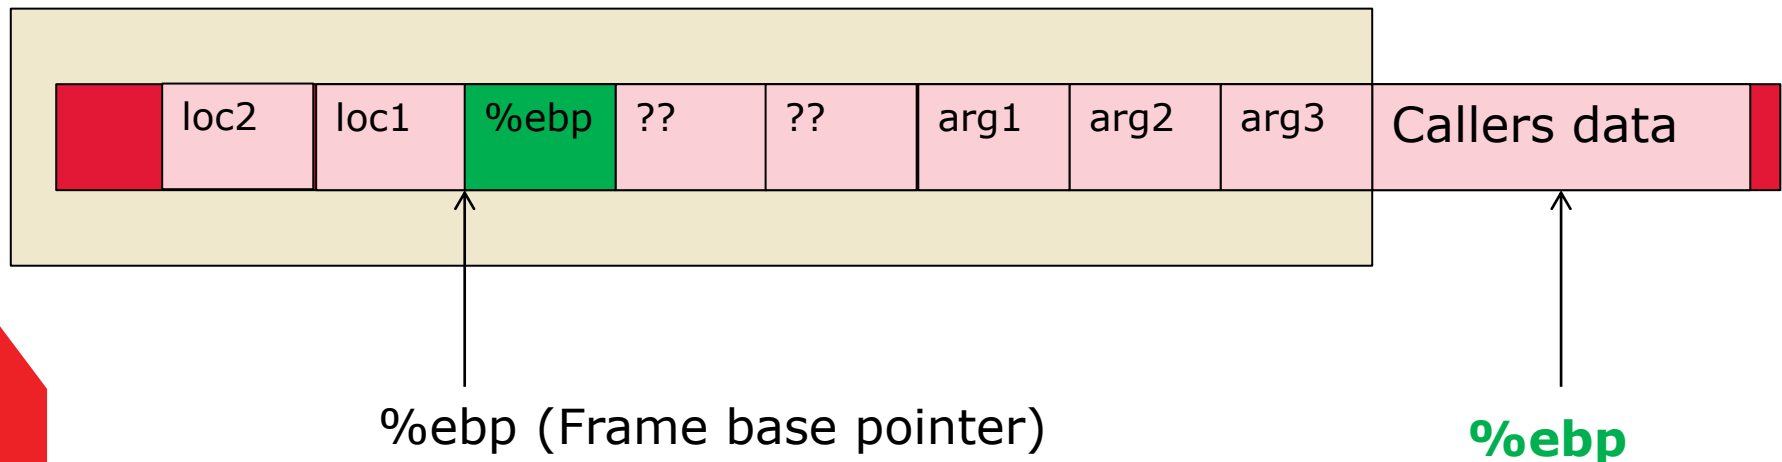 loc2 loc1 %ebp ?? ?? arg1 arg2 arg3 Callers data
%ebp (Frame base pointer)
%ebp